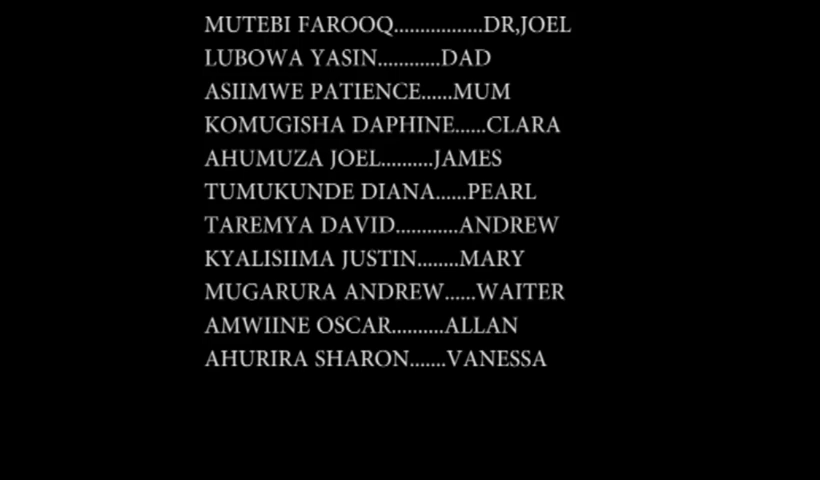 MUTEBI FAROOQ.................DR,JOEL
LUBOWA YASIN............DAD
ASIIMWE PATIENCE......MUM
KOMUGISHA DAPHINE......CLARA
AHUMUZA JOEL..........JAMES
TUMUKUNDE DIANA......PEARL
TAREMYA DAVID............ANDREW
KYALISIIMA JUSTIN........MARY
MUGARURA ANDREW......WAITER
AMWIINE OSCAR..........ALLAN
AHURIRA SHARON.......VANESSA